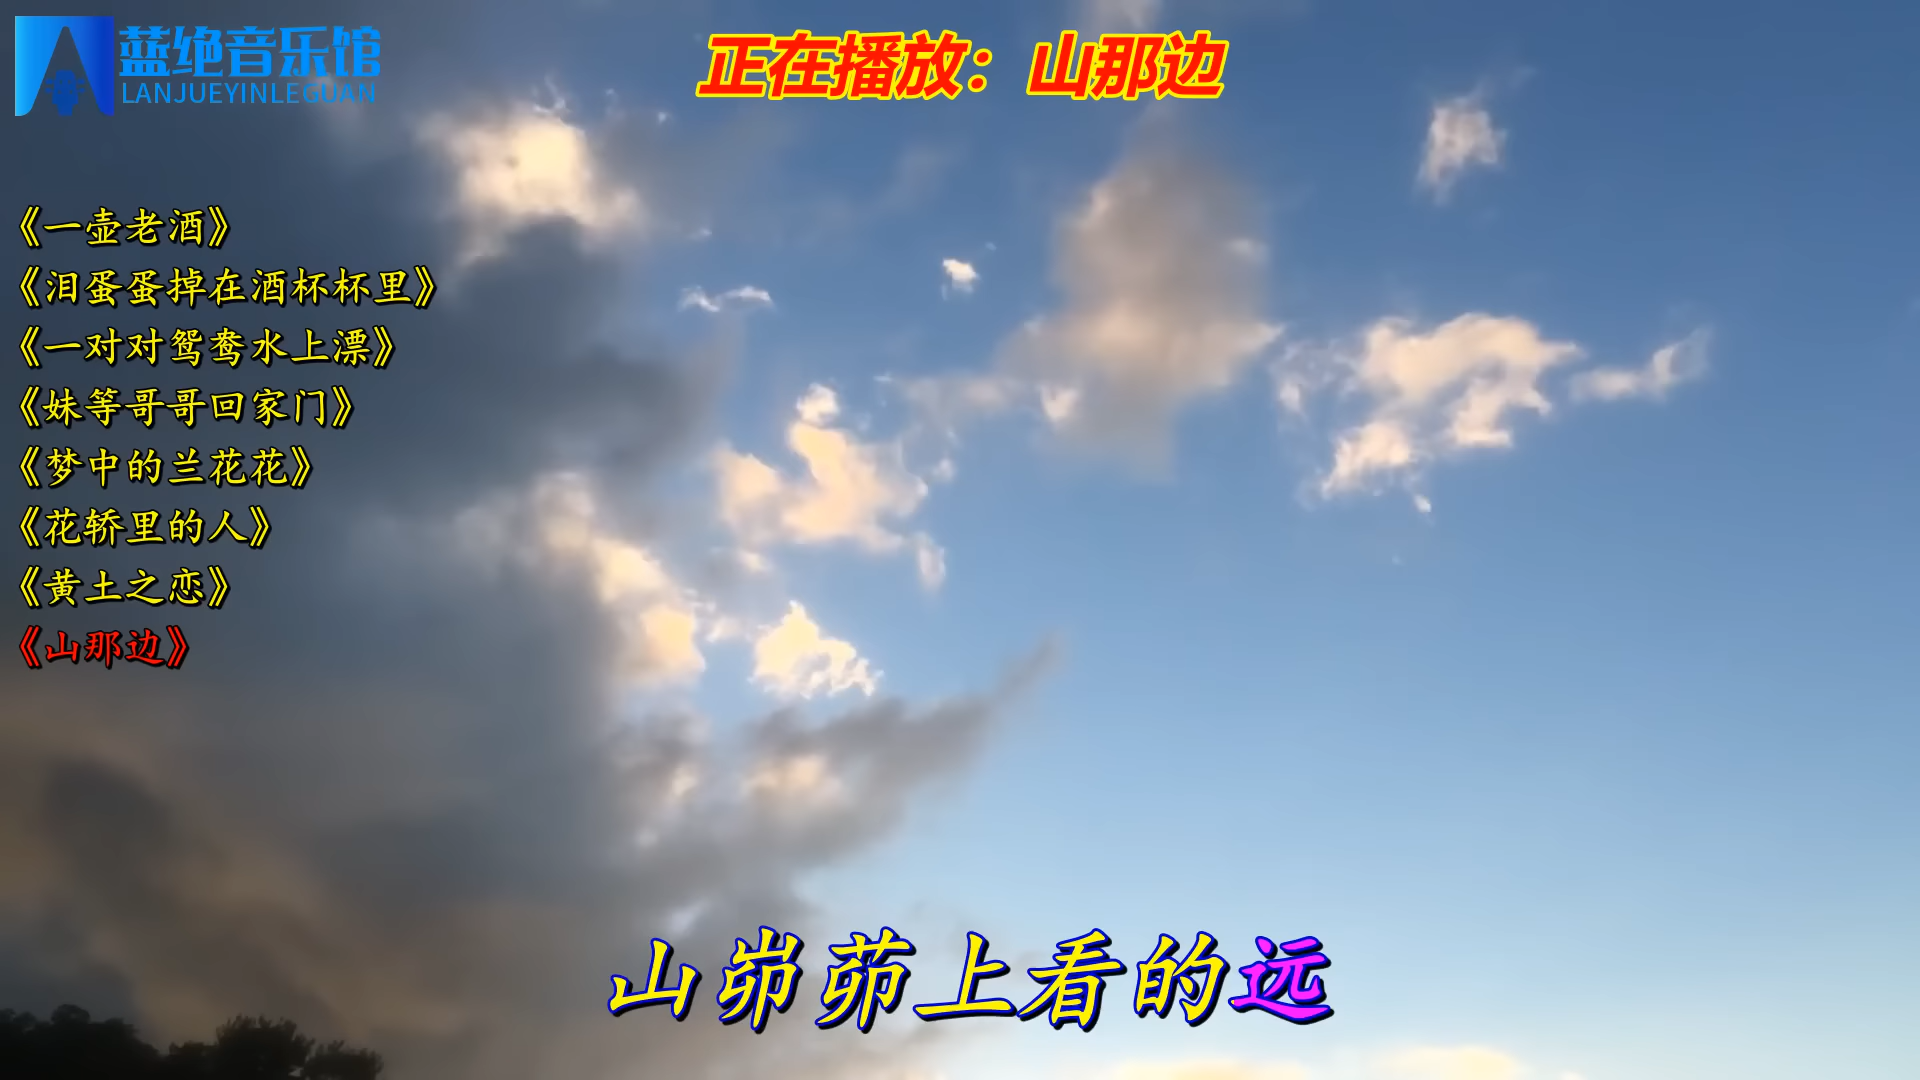 蓝绝音乐馆
LANJUEYINLEGUAN
正在播放：山那边
《一壶老酒》
《泪蛋蛋掉在酒杯杯里》
《一对对鸳鸯水上漂》
《妹等哥哥回家门》
《梦中的兰花花》
《花轿里的人》
《黄土之恋》
《山那边》
山峁茆上看的远